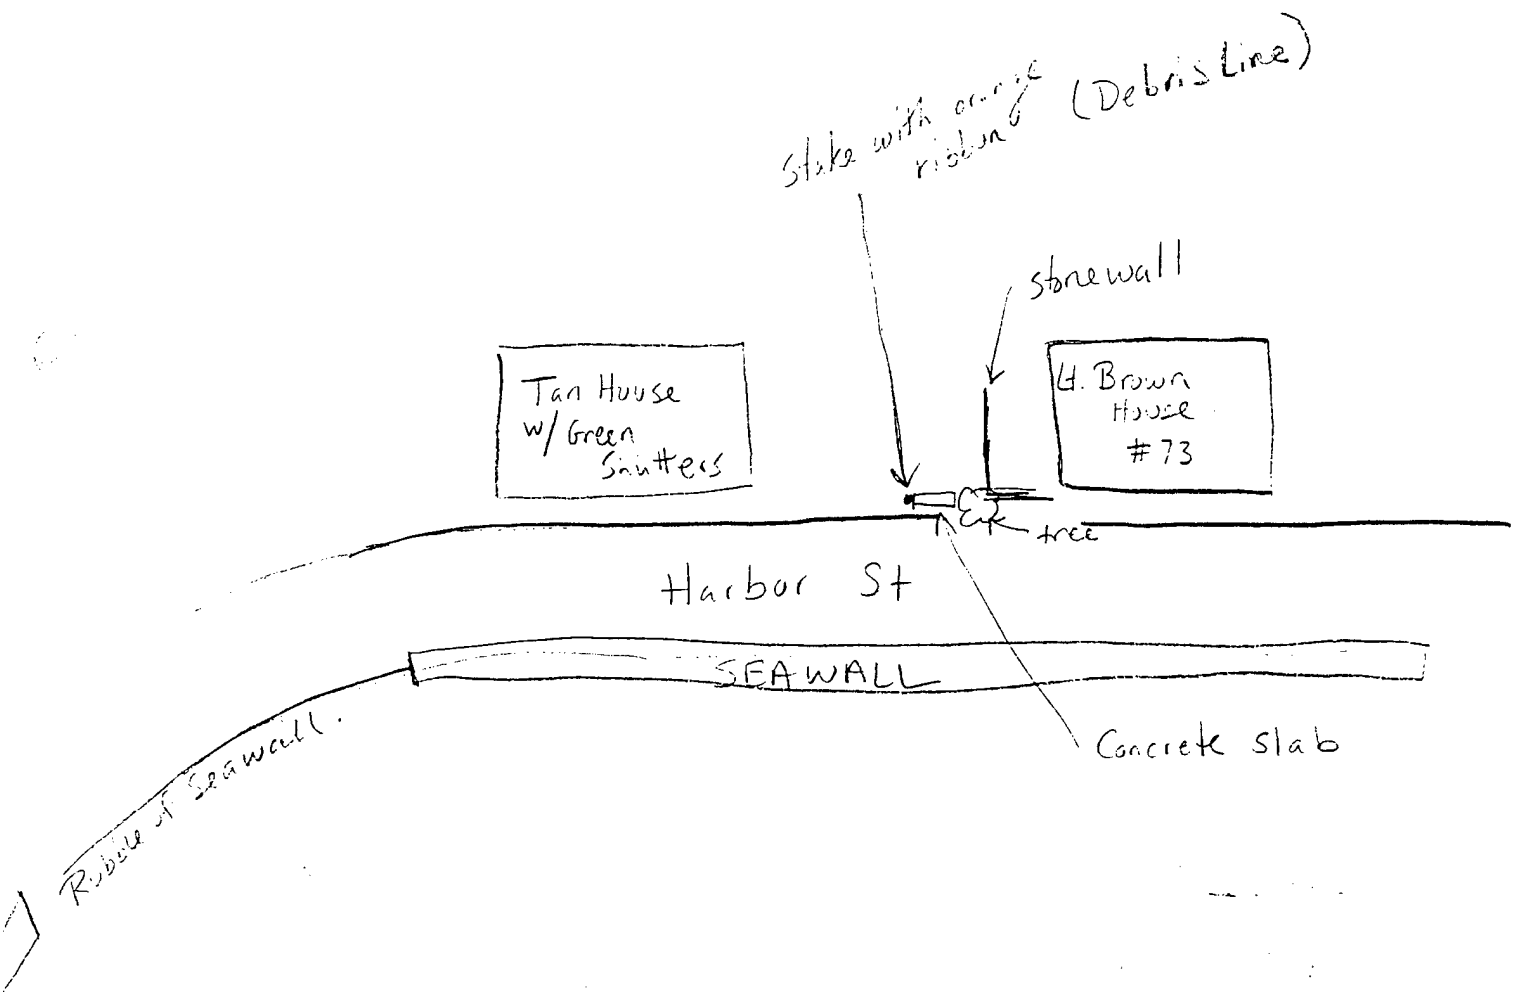 (Debris Line)
Stake with orange
ribbon
stonewall
Tan House
w/ Green
Shutters
Lt. Brown
House
#73
tree
Harbor St
SEAWALL
Concrete slab
Rubble of Seawall.